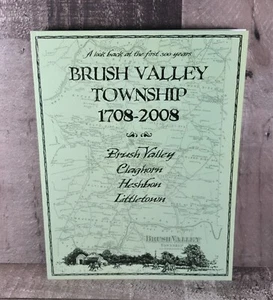 A look back at the first 300 years
BRUSH VALLEY
TOWNSHIP
1708-2008
Brush Valley
Claghorn
Heshbon
Littletown
BRUSH VALLEY